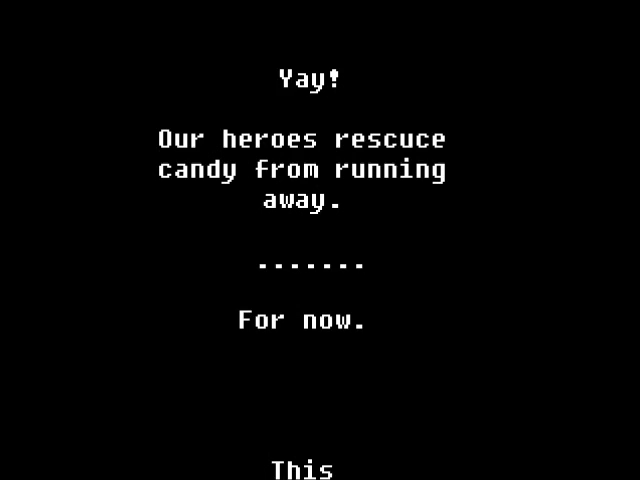 Yay!
Our heroes rescuce
candy from running
away.
.......
For now.
This